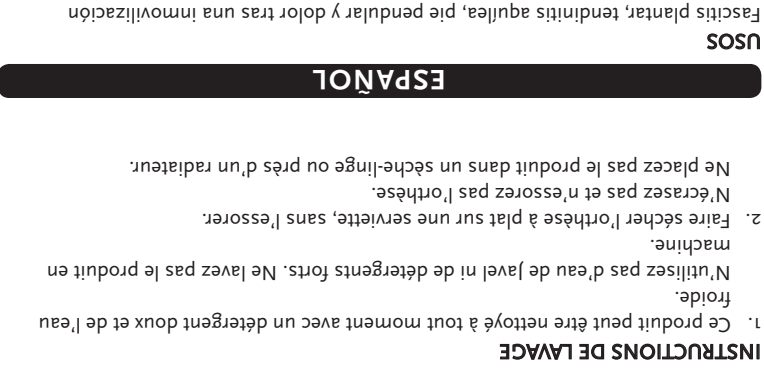 INSTRUCTIONS DE LAVAGE
1. Ce produit peut être nettoyé à tout moment avec un détergent doux et de l'eau
froide.
N'utilisez pas d'eau de Javel ni de détergents forts. Ne lavez pas le produit en
machine.
2. Faire sécher l'orthèse à plat sur une serviette, sans l'essorer.
N'écrasez pas et n'essorez pas l'orthèse.
Ne placez pas le produit dans un sèche-linge ou près d'un radiateur.
ESPAÑOL
USOS
Fascitis plantar, tendinitis aquílea, pie pendular y dolor tras una inmovilización